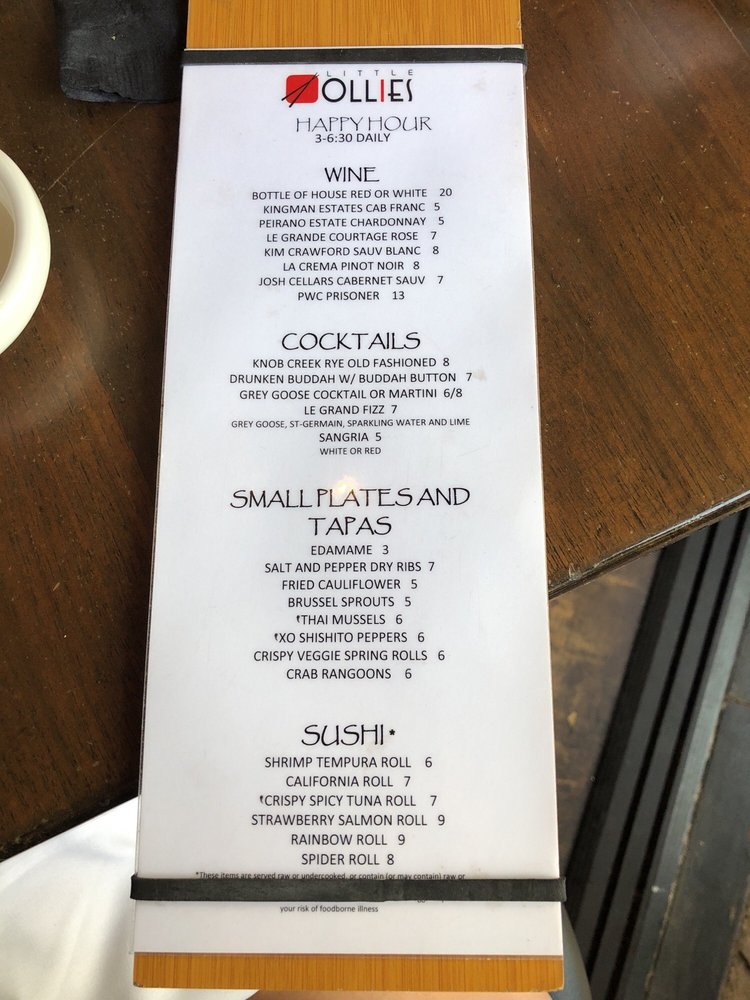 LITTLE
OLLIES
HAPPY HOUR
3-6:30 DAILY
WINE
BOTTLE OF HOUSE RED OR WHITE 20
KINGMAN ESTATES CAB FRANC 5
PEIRANO ESTATE CHARDONNAY 5
LE GRANDE COURTAGE ROSE 7
KIM CRAWFORD SAUV BLANC 8
LA CREMA PINOT NOIR 8
JOSH CELLARS CABERNET SAUV 7
PWC PRISONER 13
COCKTAILS
KNOB CREEK RYE OLD FASHIONED 8
DRUNKEN BUDDAH W/ BUDDAH BUTTON 7
GREY GOOSE COCKTAIL OR MARTINI 6/8
LE GRAND FIZZ 7
GREY GOOSE, ST-GERMAIN, SPARKLING WATER AND LIME
SANGRIA 5
WHITE OR RED
SMALL PLATES AND
TAPAS
EDAMAME 3
SALT AND PEPPER DRY RIBS 7
FRIED CAULIFLOWER 5
BRUSSEL SPROUTS 5
THAI MUSSELS 6
XO SHISHITO PEPPERS 6
CRISPY VEGGIE SPRING ROLLS 6
CRAB RANGOONS 6
SUSHI*
SHRIMP TEMPURA ROLL 6
CALIFORNIA ROLL 7
CRISPY SPICY TUNA ROLL 7
STRAWBERRY SALMON ROLL 9
RAINBOW ROLL 9
SPIDER ROLL 8
*These items are served raw or undercooked, or contain (or may contain) raw or
your risk of foodborne illness